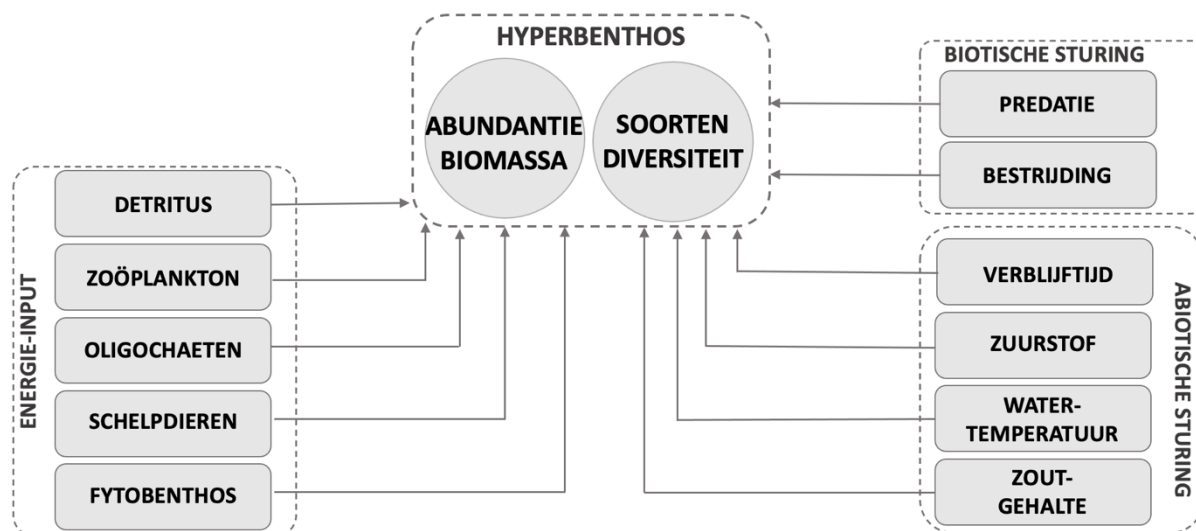 HYPERBENTHOS
ABUNDANTIE
BIOMASSA
SOORTEN
DIVERSITEIT
BIOTISCHE STURING
PREDATIE
BESTRIJDING
ENERGIE-INPUT
DETRITUS
ZOÖPLANKTON
OLIGOCHAETEN
SCHELPDIEREN
FYTOBENTHOS
ABIOTISCHE STURING
VERBLIJFTIJD
ZUURSTOF
WATER-
TEMPERATUUR
ZOUT-
GEHALTE